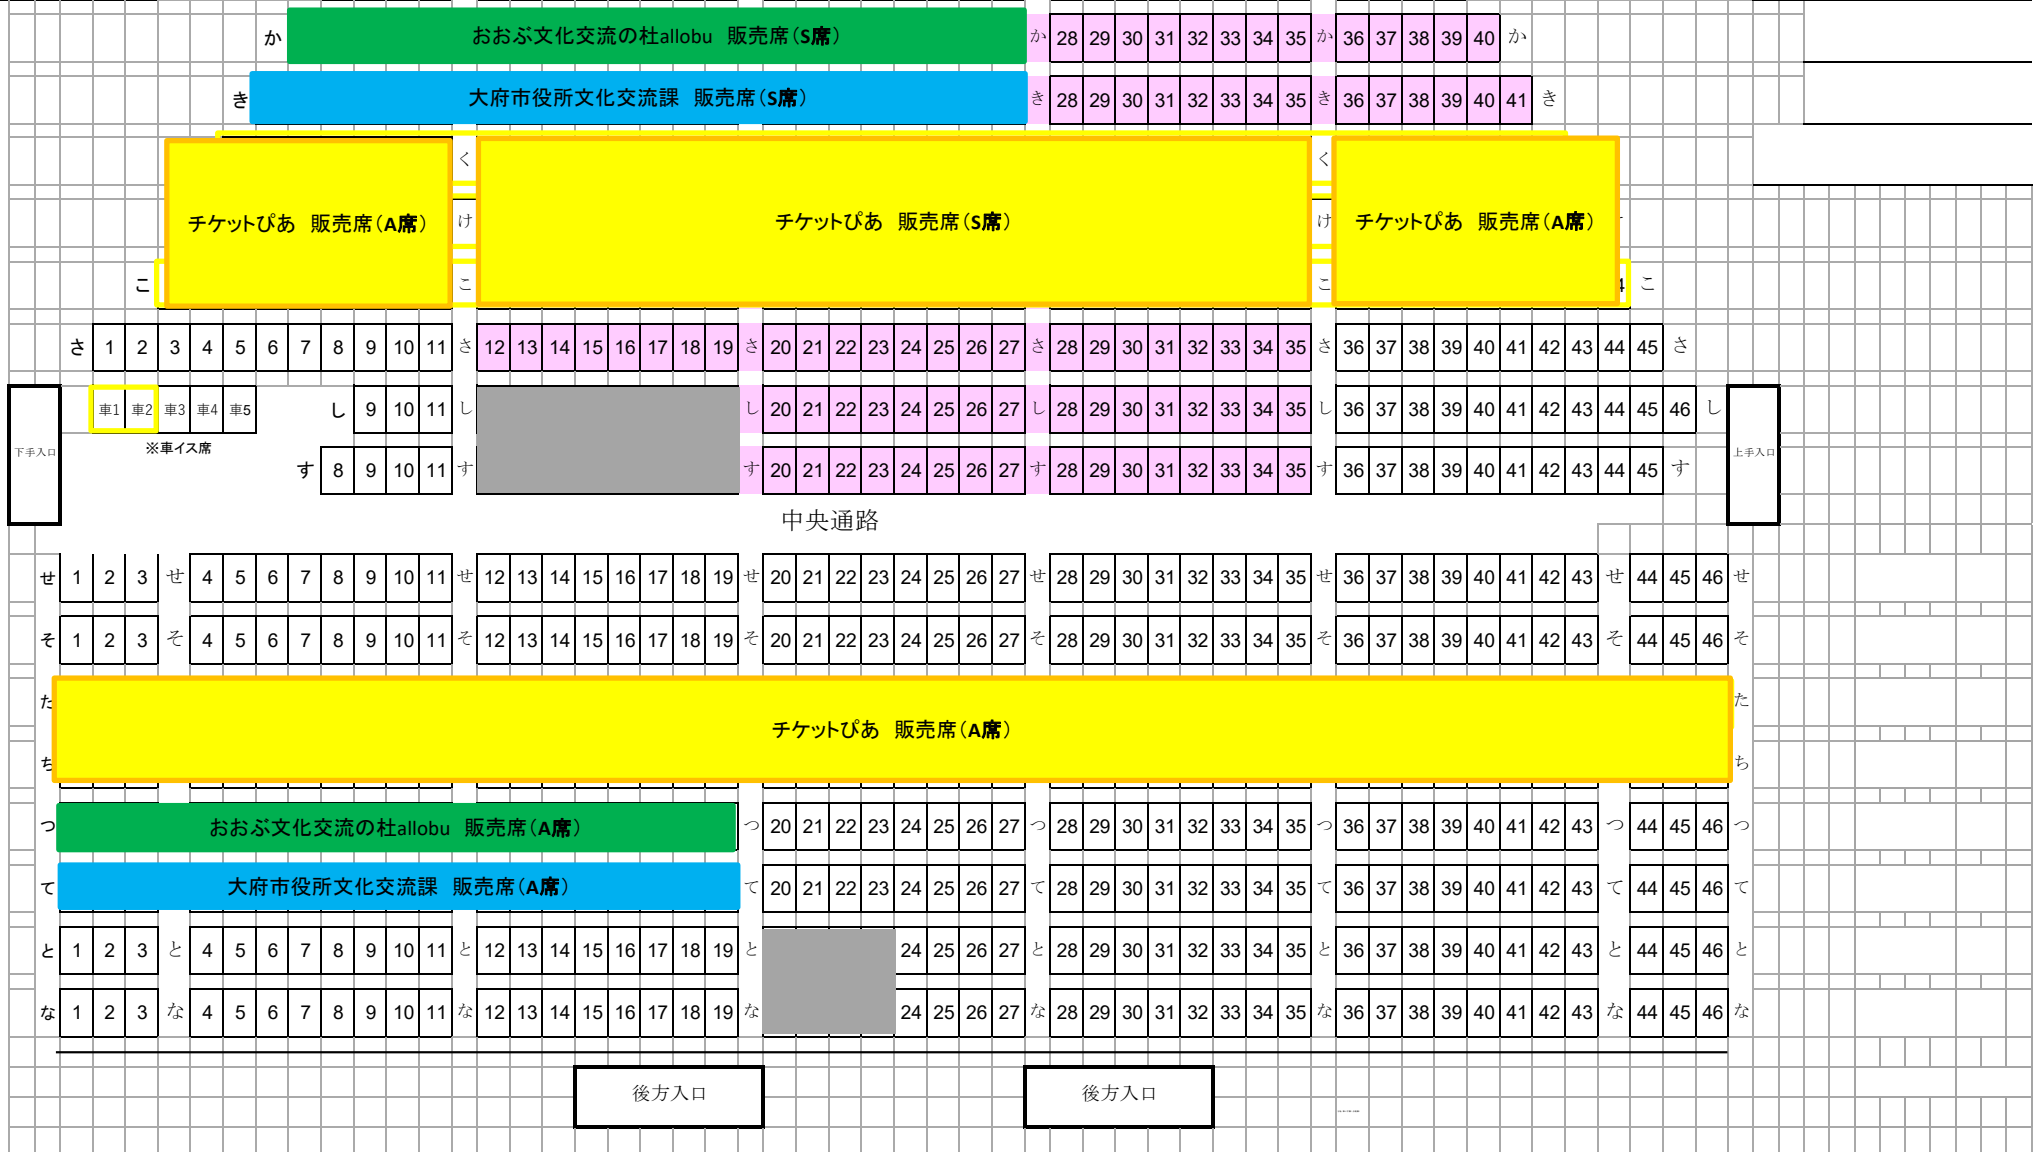 か おおぶ文化交流の杜allobu 販売席(S席) か 28 29 30 31 32 33 34 35 か 36 37 38 39 40 か
き 大府市役所文化交流課 販売席(S席) き 28 29 30 31 32 33 34 35 き 36 37 38 39 40 41 き
く く
チケットぴあ 販売席(A席) け チケットぴあ 販売席(S席) け チケットぴあ 販売席(A席)
こ こ こ 4 こ
さ 1 2 3 4 5 6 7 8 9 10 11 さ 12 13 14 15 16 17 18 19 さ 20 21 22 23 24 25 26 27 さ 28 29 30 31 32 33 34 35 さ 36 37 38 39 40 41 42 43 44 45 さ
車1 車2 車3 車4 車5 し 9 10 11 し し 20 21 22 23 24 25 26 27 し 28 29 30 31 32 33 34 35 し 36 37 38 39 40 41 42 43 44 45 46 し
下手入口 ※車イス席 上手入口
す 8 9 10 11 す す 20 21 22 23 24 25 26 27 す 28 29 30 31 32 33 34 35 す 36 37 38 39 40 41 42 43 44 45 す
中央通路
せ 1 2 3 せ 4 5 6 7 8 9 10 11 せ 12 13 14 15 16 17 18 19 せ 20 21 22 23 24 25 26 27 せ 28 29 30 31 32 33 34 35 せ 36 37 38 39 40 41 42 43 せ 44 45 46 せ
そ 1 2 3 そ 4 5 6 7 8 9 10 11 そ 12 13 14 15 16 17 18 19 そ 20 21 22 23 24 25 26 27 そ 28 29 30 31 32 33 34 35 そ 36 37 38 39 40 41 42 43 そ 44 45 46 そ
た た
チケットぴあ 販売席(A席)
ち ち
つ おおぶ文化交流の杜allobu 販売席(A席) つ 20 21 22 23 24 25 26 27 つ 28 29 30 31 32 33 34 35 つ 36 37 38 39 40 41 42 43 つ 44 45 46 つ
て 大府市役所文化交流課 販売席(A席) て 20 21 22 23 24 25 26 27 て 28 29 30 31 32 33 34 35 て 36 37 38 39 40 41 42 43 て 44 45 46 て
と 1 2 3 と 4 5 6 7 8 9 10 11 と 12 13 14 15 16 17 18 19 と 24 25 26 27 と 28 29 30 31 32 33 34 35 と 36 37 38 39 40 41 42 43 と 44 45 46 と
な 1 2 3 な 4 5 6 7 8 9 10 11 な 12 13 14 15 16 17 18 19 な 24 25 26 27 な 28 29 30 31 32 33 34 35 な 36 37 38 39 40 41 42 43 な 44 45 46 な
後方入口 後方入口